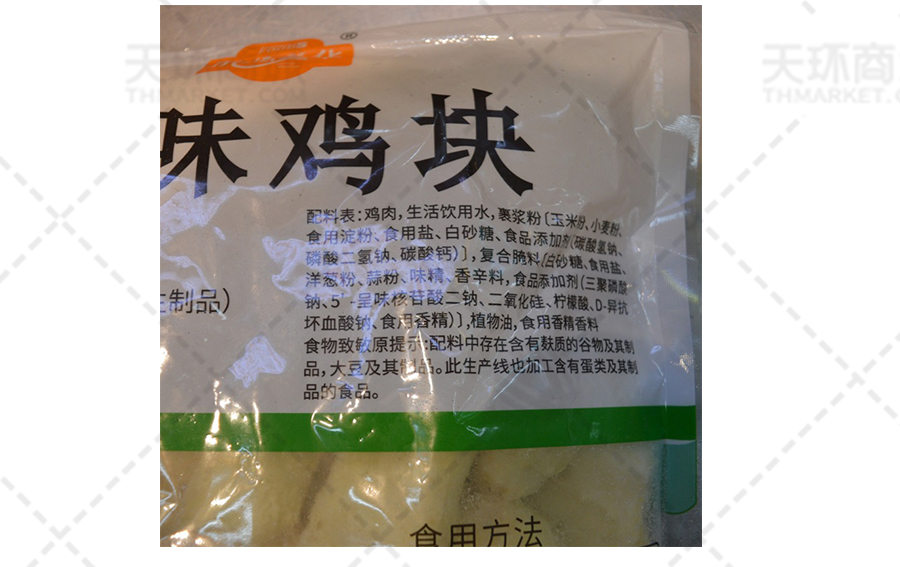 天环商
THMARKET.CO
天环商
THMARKET.C
®
味鸡块
配料表:鸡肉,生活饮用水,裹浆粉〔玉米粉、小麦粉、
食用淀粉、食用盐、白砂糖、食品添加剂(碳酸氢钠、
磷酸二氢钠、碳酸钙)〕,复合腌料〔白砂糖、食用盐、
洋葱粉、蒜粉、味精、香辛料,食品添加剂(三聚磷酸
钠、5'-呈味核苷酸二钠、二氧化硅、柠檬酸、D-异抗
坏血酸钠、食用香精)〕,植物油,食用香精香料
食物致敏原提示:配料中存在含有麸质的谷物及其制
品,大豆及其制品。此生产线也加工含有蛋类及其制
品的食品。
制品)
食用方法